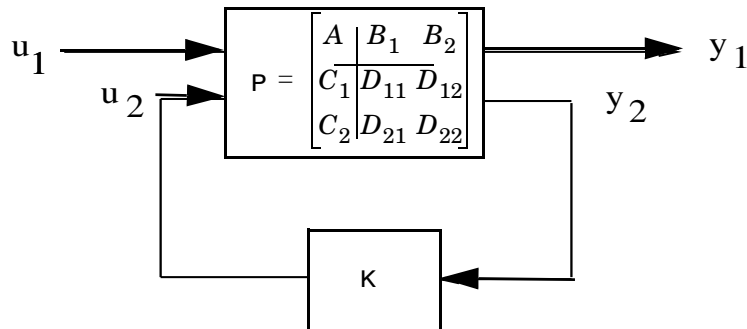 u1 y1
u2 y2
P = [ A | B1 B2
C1 | D11 D12
C2 | D21 D22 ]
K